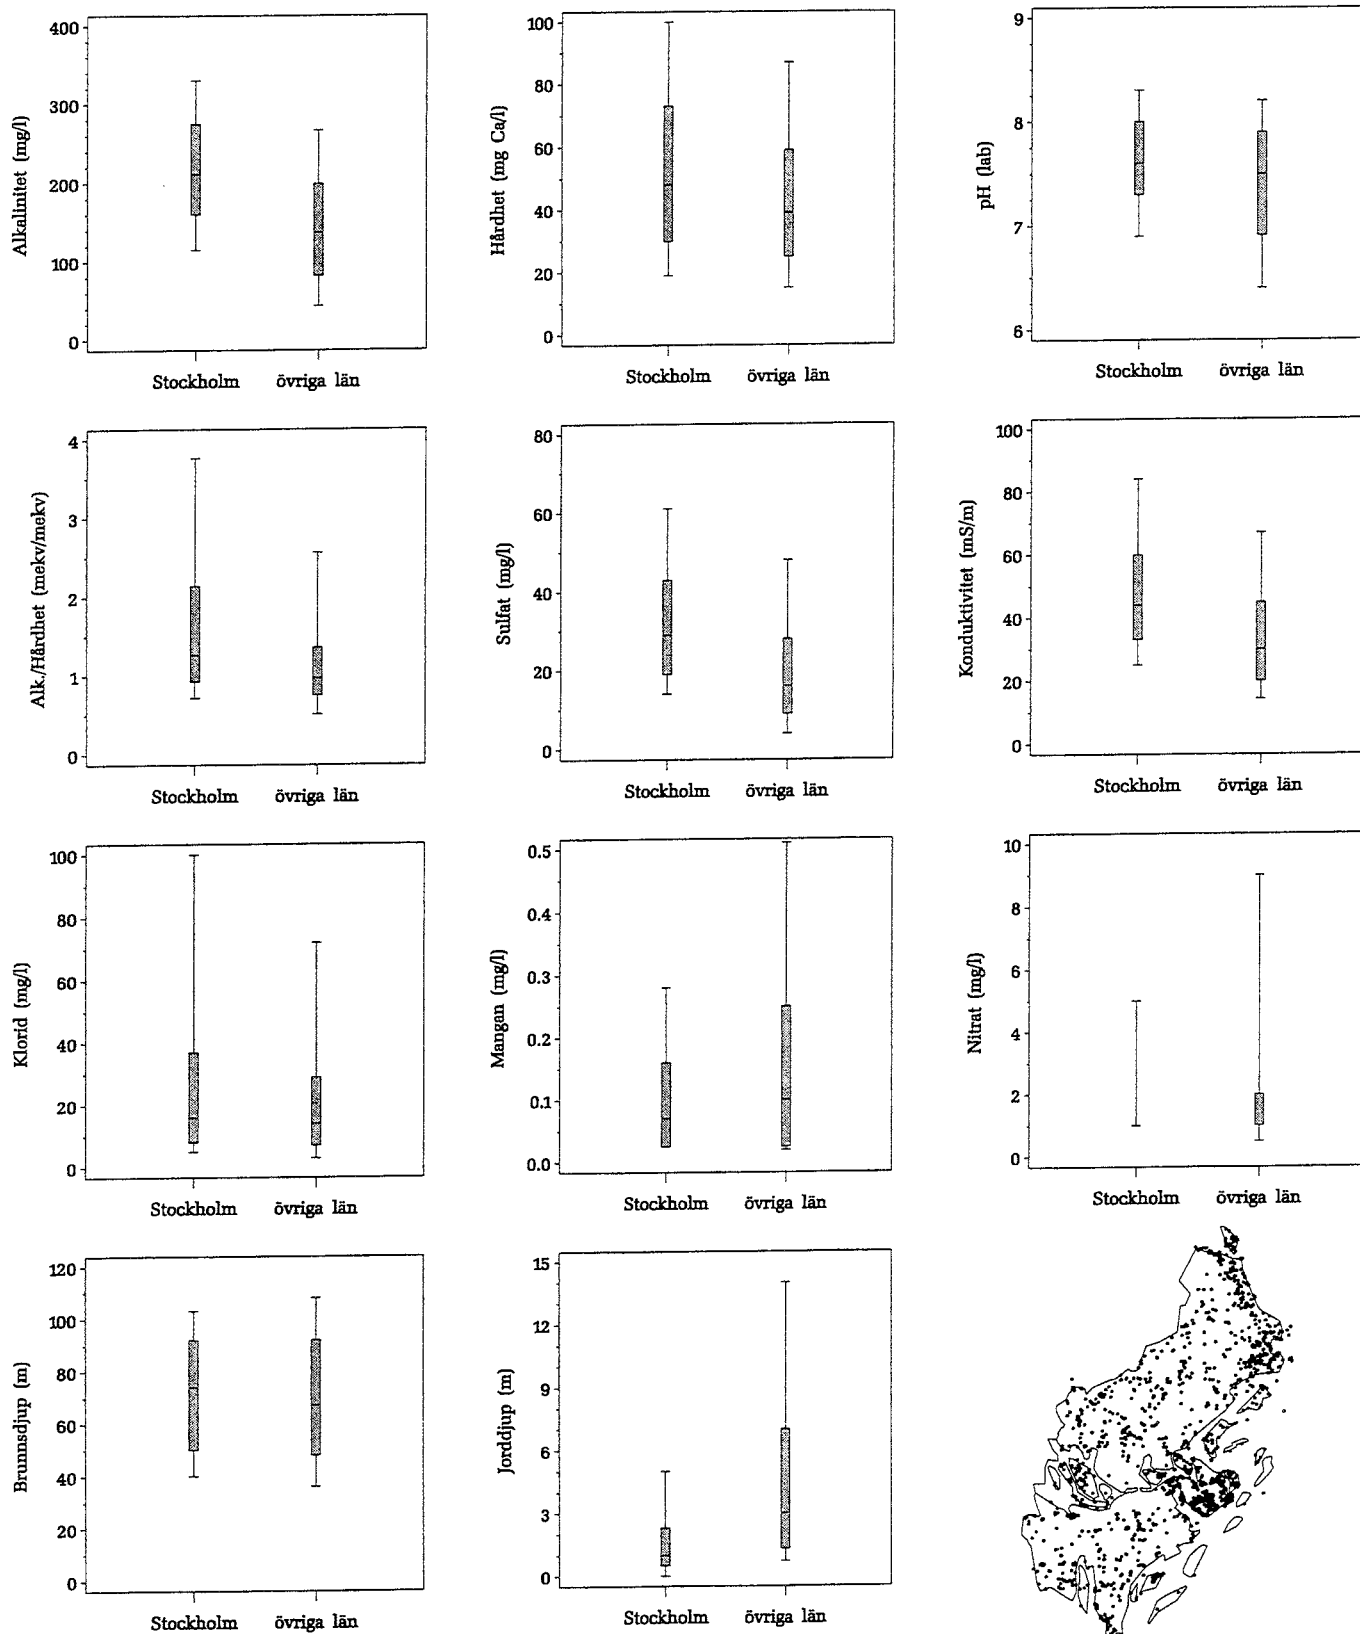 Alkalinitet (mg/l)
400
300
200
100
0
Stockholm övriga län
Hårdhet (mg Ca/l)
100
80
60
40
20
0
Stockholm övriga län
pH (lab)
9
8
7
6
Stockholm övriga län
Alk./Hårdhet (mekv/mekv)
4
3
2
1
0
Stockholm övriga län
Sulfat (mg/l)
80
60
40
20
0
Stockholm övriga län
Konduktivitet (mS/m)
100
80
60
40
20
0
Stockholm övriga län
Klorid (mg/l)
100
80
60
40
20
0
Stockholm övriga län
Mangan (mg/l)
0.5
0.4
0.3
0.2
0.1
0.0
Stockholm övriga län
Nitrat (mg/l)
10
8
6
4
2
0
Stockholm övriga län
Brunnsdjup (m)
120
100
80
60
40
20
0
Stockholm övriga län
Jorddjup (m)
15
12
9
6
3
0
Stockholm övriga län